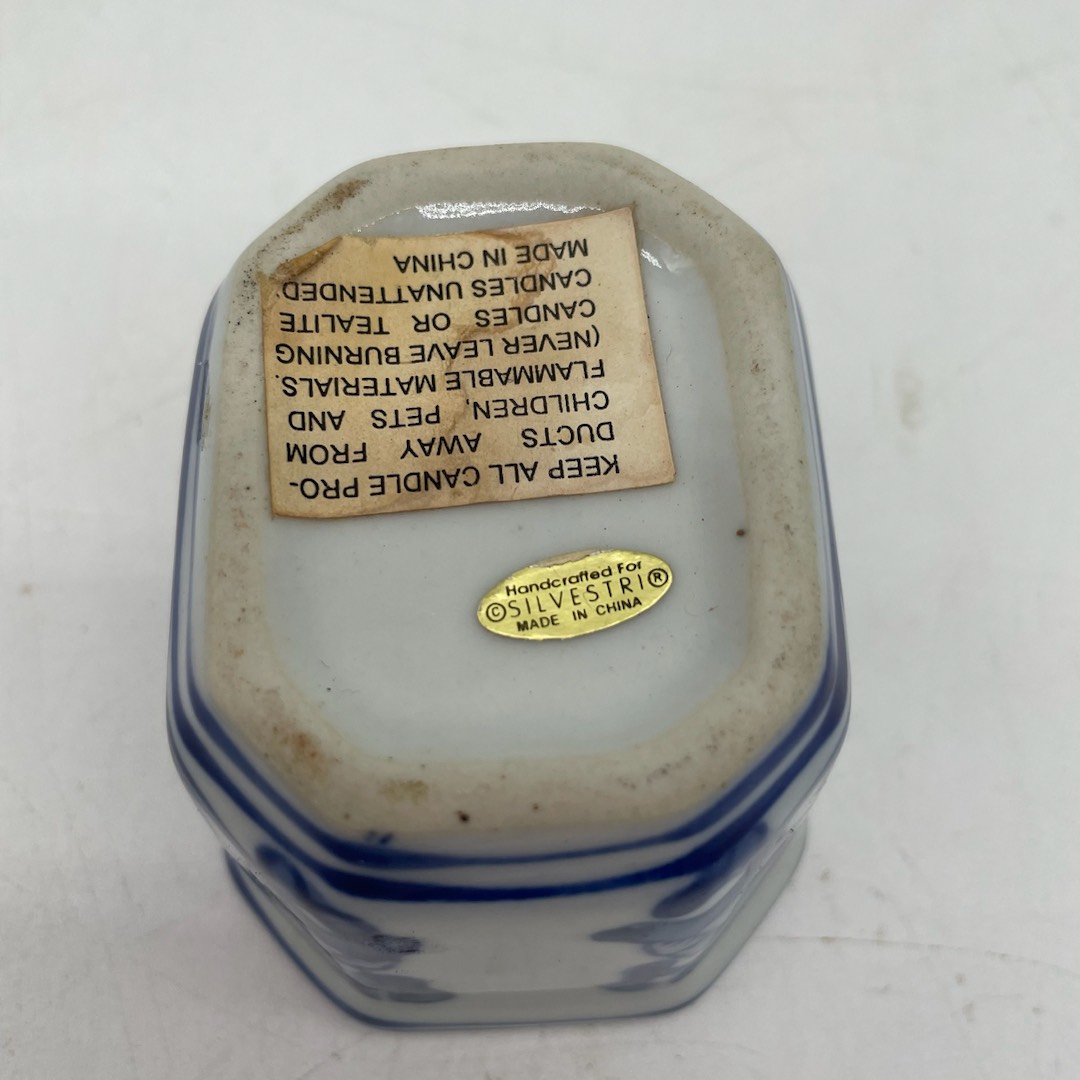 KEEP ALL CANDLE PRO-
DUCTS AWAY FROM
CHILDREN, PETS AND
FLAMMABLE MATERIALS.
(NEVER LEAVE BURNING
CANDLES OR TEALITE
CANDLES UNATTENDED.
MADE IN CHINA
Handcrafted For
©SILVESTRI®
MADE IN CHINA